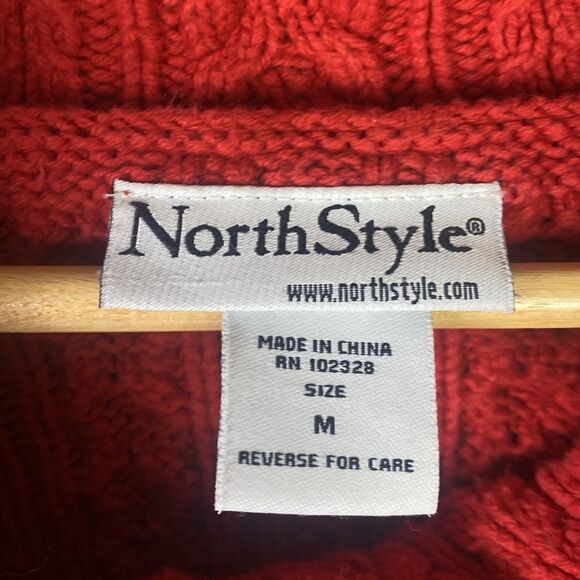 NorthStyle®
www.northstyle.com
MADE IN CHINA
RN 102328
SIZE
M
REVERSE FOR CARE